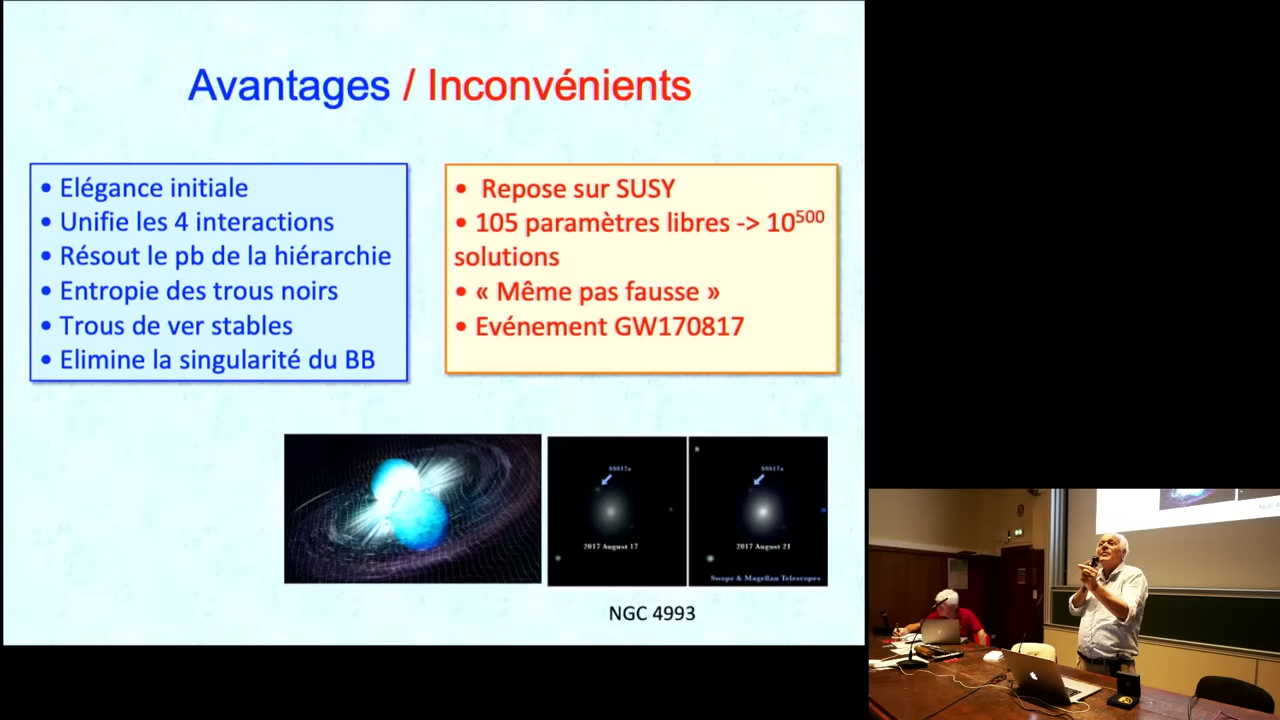 Avantages / Inconvénients
• Elégance initiale
• Unifie les 4 interactions
• Résout le pb de la hiérarchie
• Entropie des trous noirs
• Trous de ver stables
• Elimine la singularité du BB
• Repose sur SUSY
• 105 paramètres libres -> 10⁵⁰⁰
solutions
• « Même pas fausse »
• Evénement GW170817
SSS17a
2017 August 17
SSS17a
2017 August 21
Swope & Magellan Telescopes
NGC 4993